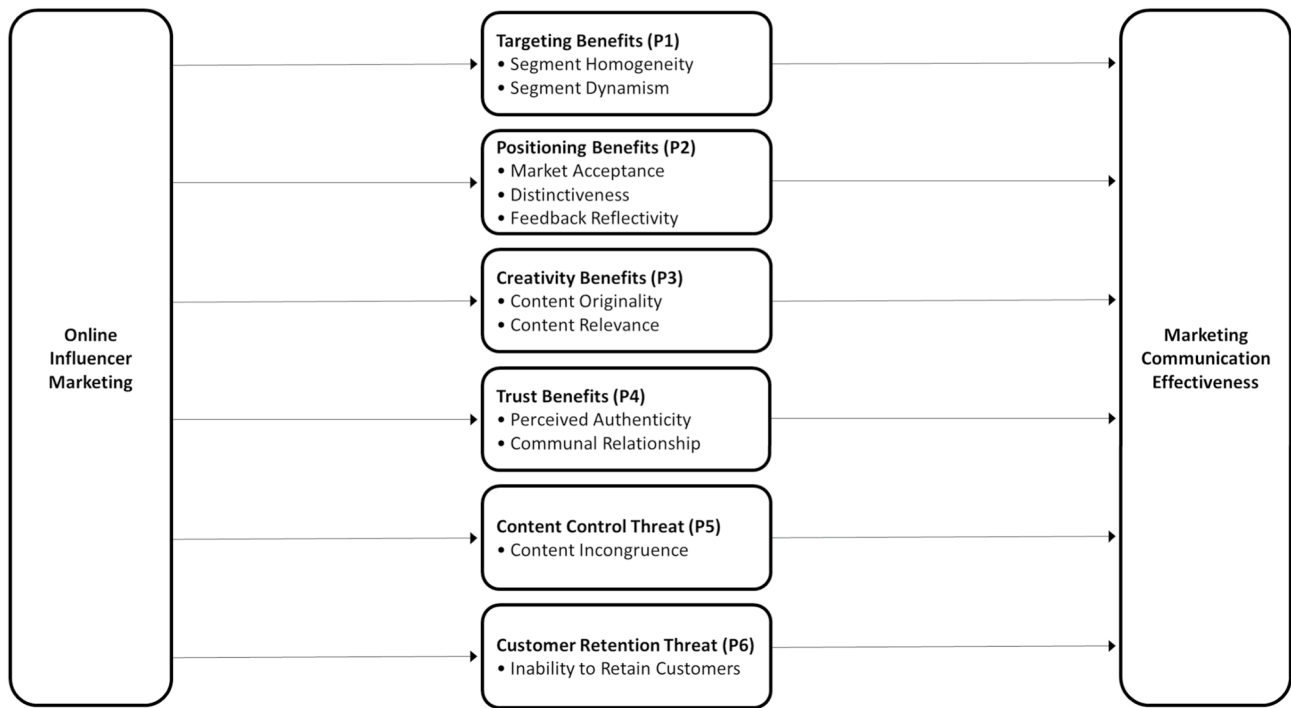 Online
Influencer
Marketing
Targeting Benefits (P1)
• Segment Homogeneity
• Segment Dynamism
Positioning Benefits (P2)
• Market Acceptance
• Distinctiveness
• Feedback Reflectivity
Creativity Benefits (P3)
• Content Originality
• Content Relevance
Trust Benefits (P4)
• Perceived Authenticity
• Communal Relationship
Content Control Threat (P5)
• Content Incongruence
Customer Retention Threat (P6)
• Inability to Retain Customers
Marketing
Communication
Effectiveness